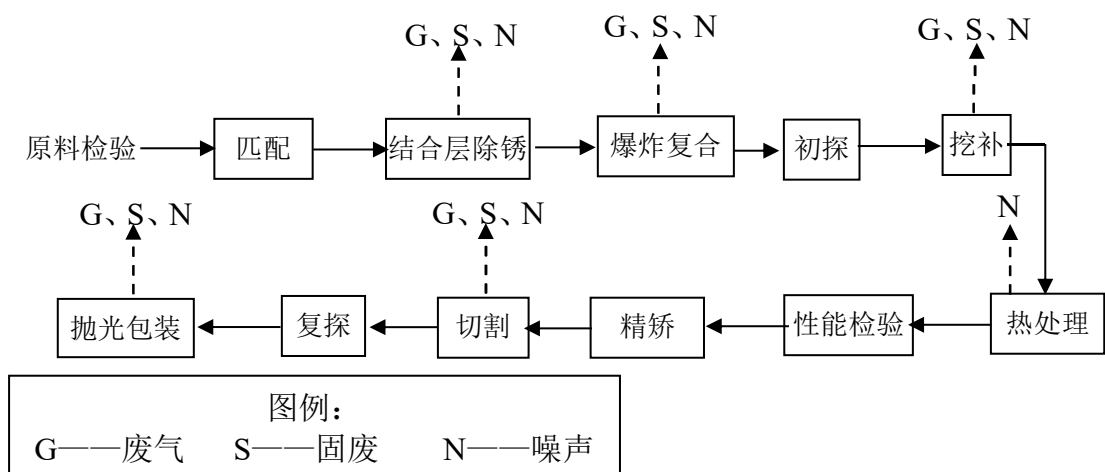 G、S、N
G、S、N
G、S、N
原料检验
匹配
结合层除锈
爆炸复合
初探
挖补
G、S、N
G、S、N
N
抛光包装
复探
切割
精矫
性能检验
热处理
图例：
G——废气 S——固废 N——噪声